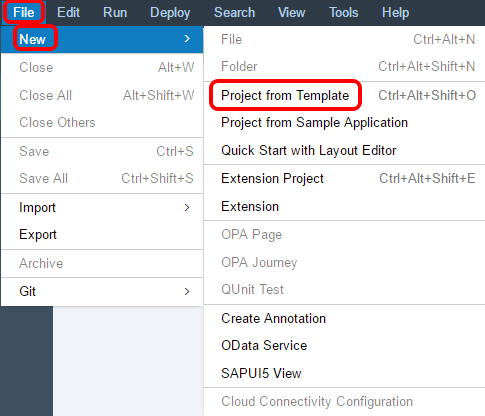 File Edit Run Deploy Search View Tools Help
New
Close Alt+W
Close All Alt+Shift+W
Close Others
Save Ctrl+S
Save All Ctrl+Shift+S
Import
Export
Archive
Git
File Ctrl+Alt+N
Folder Ctrl+Alt+Shift+N
Project from Template Ctrl+Alt+Shift+O
Project from Sample Application
Quick Start with Layout Editor
Extension Project Ctrl+Alt+Shift+E
Extension
OPA Page
OPA Journey
QUnit Test
Create Annotation
OData Service
SAPUI5 View
Cloud Connectivity Configuration